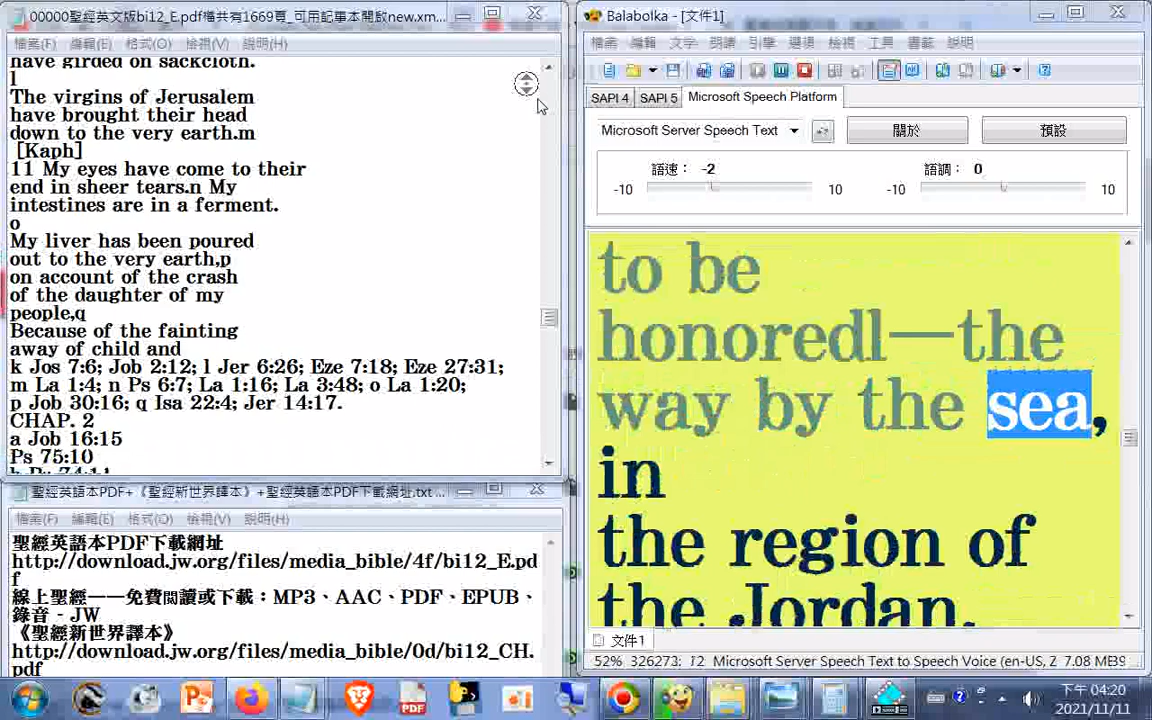 00000聖經英文版bi12_E.pdf檔共有1669頁_可用記事本開啟new.xm...
檔案(F) 編輯(E) 格式(O) 檢視(V) 說明(H)
have girded on sackcloth.
l
The virgins of Jerusalem
have brought their head
down to the very earth.m
[Kaph]
11 My eyes have come to their
end in sheer tears.n My
intestines are in a ferment.
o
My liver has been poured
out to the very earth,p
on account of the crash
of the daughter of my
people,q
Because of the fainting
away of child and
k Jos 7:6; Job 2:12; l Jer 6:26; Eze 7:18; Eze 27:31;
m La 1:4; n Ps 6:7; La 1:16; La 3:48; o La 1:20;
p Job 30:16; q Isa 22:4; Jer 14:17.
CHAP. 2
a Job 16:15
Ps 75:10
b Ps 74:11
聖經英語本PDF+《聖經新世界譯本》+聖經英語本PDF下載網址.txt ...
檔案(F) 編輯(E) 格式(O) 檢視(V) 說明(H)
聖經英語本PDF下載網址
http://download.jw.org/files/media_bible/4f/bi12_E.pd
f
線上聖經——免費閱讀或下載：MP3、AAC、PDF、EPUB、
錄音 - JW
《聖經新世界譯本》
http://download.jw.org/files/media_bible/0d/bi12_CH.
pdf
Balabolka - [文件1]
檔案 編輯 文字 朗讀 引擎 選項 檢視 工具 書籤 說明
SAPI 4 SAPI 5 Microsoft Speech Platform
Microsoft Server Speech Text 關於 預設
語速： -2 語調： 0
-10 10 -10 10
to be
honoredl—the
way by the sea,
in
the region of
the Jordan,
文件1
52% 326273: 12 Microsoft Server Speech Text to Speech Voice (en-US, Z 7.08 MB
PDF
下午 04:20
2021/11/11